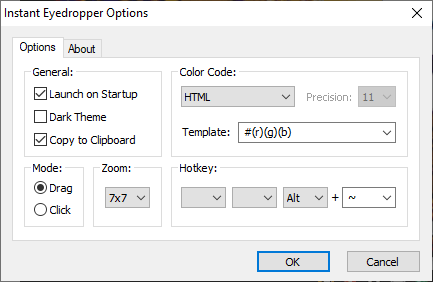 Instant Eyedropper Options
Options
About
General:
Launch on Startup
Dark Theme
Copy to Clipboard
Color Code:
HTML
Precision:
11
Template:
#(r)(g)(b)
Mode:
Drag
Click
Zoom:
7x7
Hotkey:
Alt
+
~
OK
Cancel